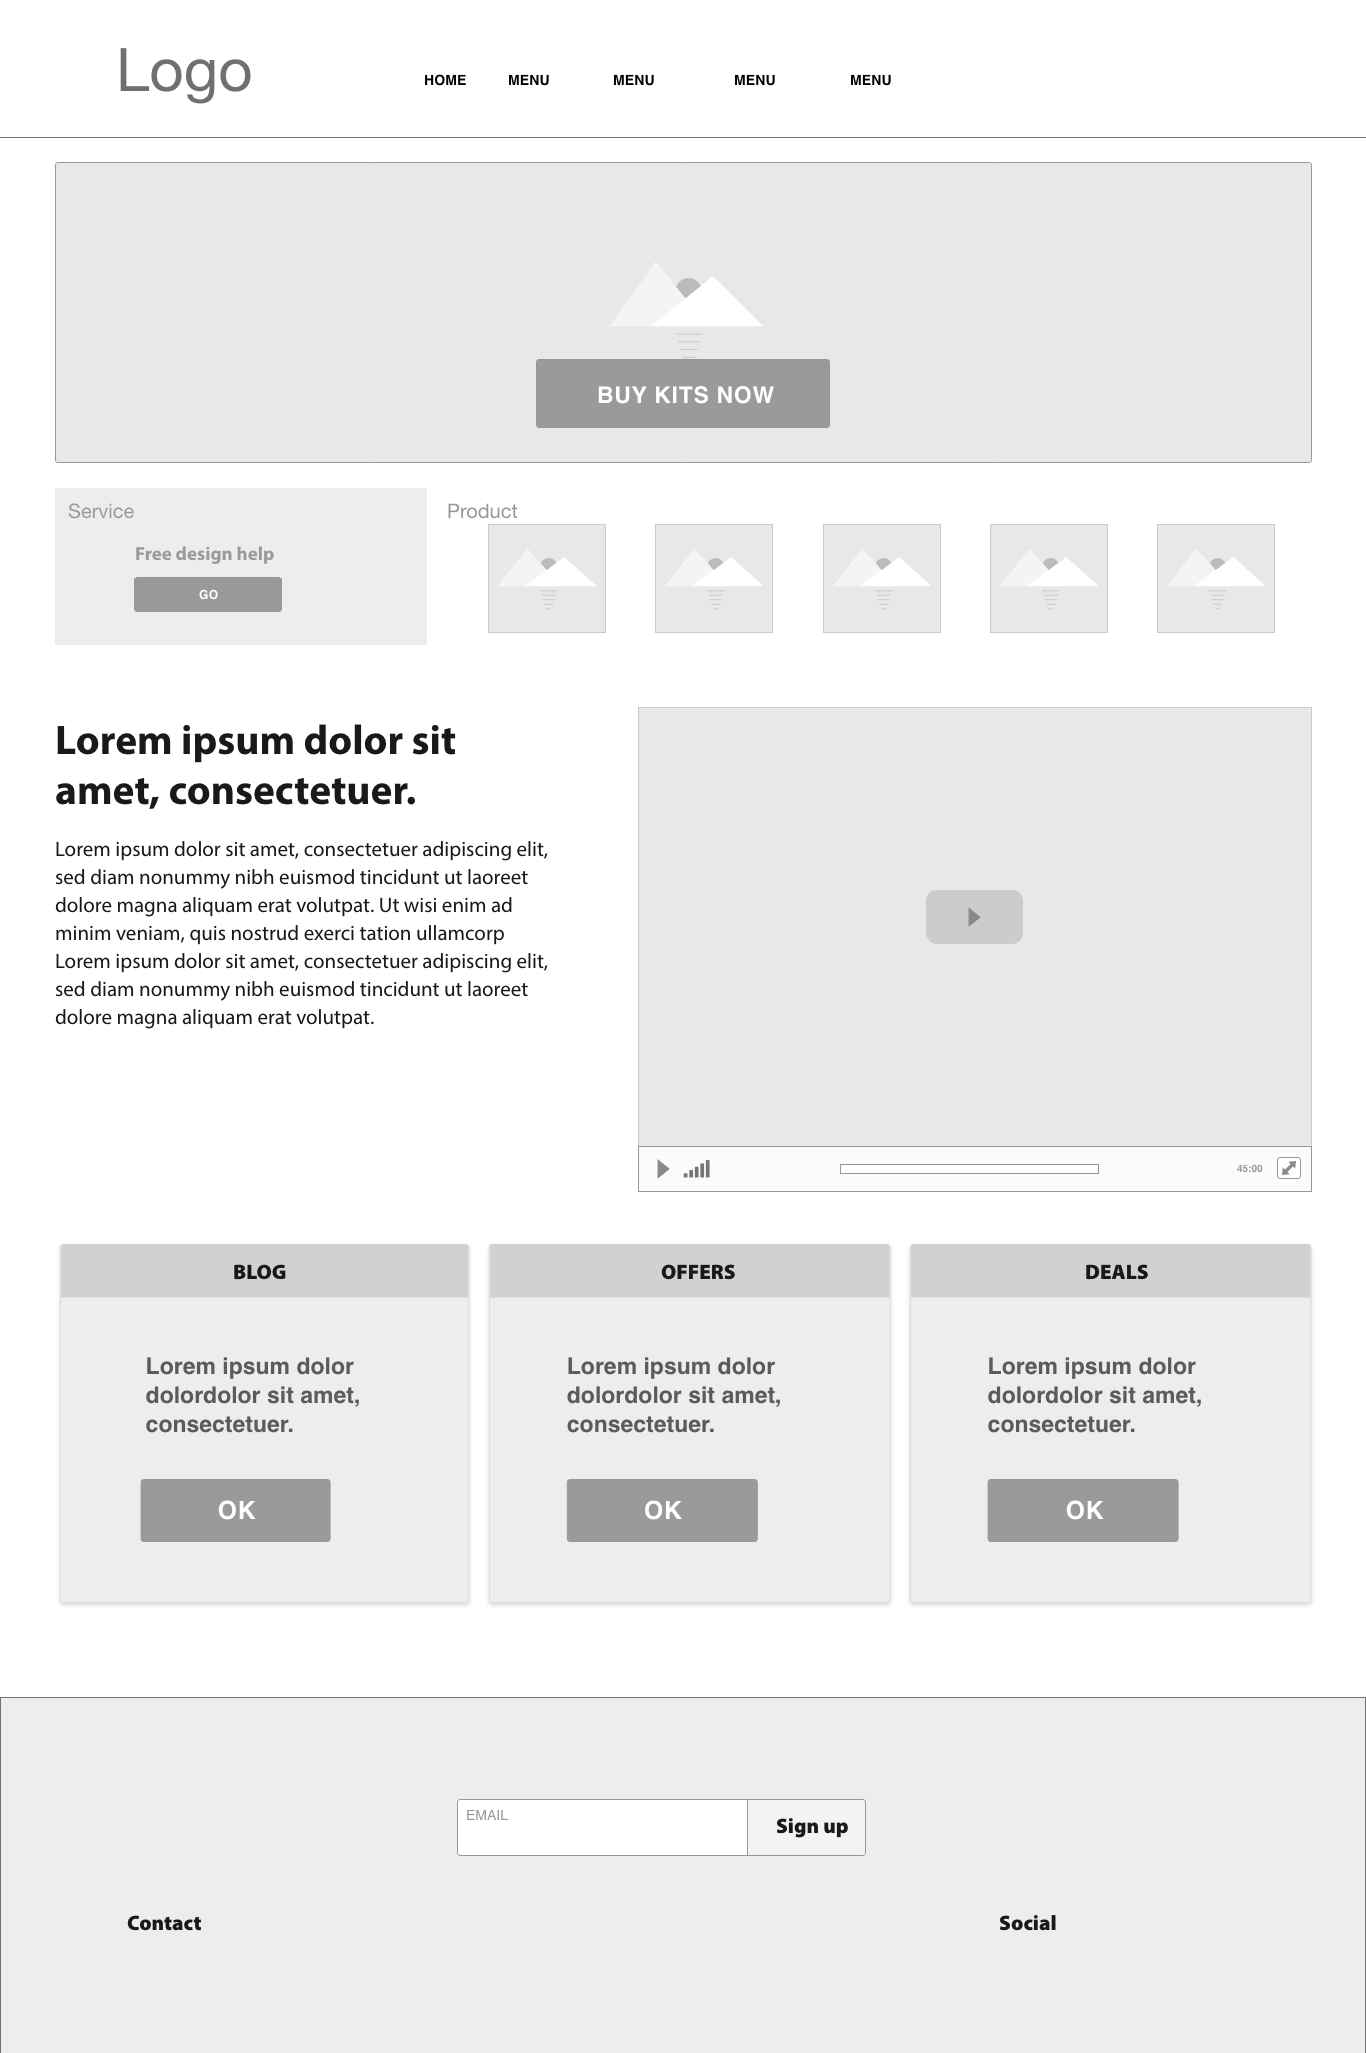 Logo
HOME MENU MENU MENU MENU
BUY KITS NOW
Service
Free design help
GO
Product
Lorem ipsum dolor sit
amet, consectetuer.
Lorem ipsum dolor sit amet, consectetuer adipiscing elit,
sed diam nonummy nibh euismod tincidunt ut laoreet
dolore magna aliquam erat volutpat. Ut wisi enim ad
minim veniam, quis nostrud exerci tation ullamcorp
Lorem ipsum dolor sit amet, consectetuer adipiscing elit,
sed diam nonummy nibh euismod tincidunt ut laoreet
dolore magna aliquam erat volutpat.
45:00
BLOG
Lorem ipsum dolor
dolordolor sit amet,
consectetuer.
OK
OFFERS
Lorem ipsum dolor
dolordolor sit amet,
consectetuer.
OK
DEALS
Lorem ipsum dolor
dolordolor sit amet,
consectetuer.
OK
EMAIL
Sign up
Contact
Social